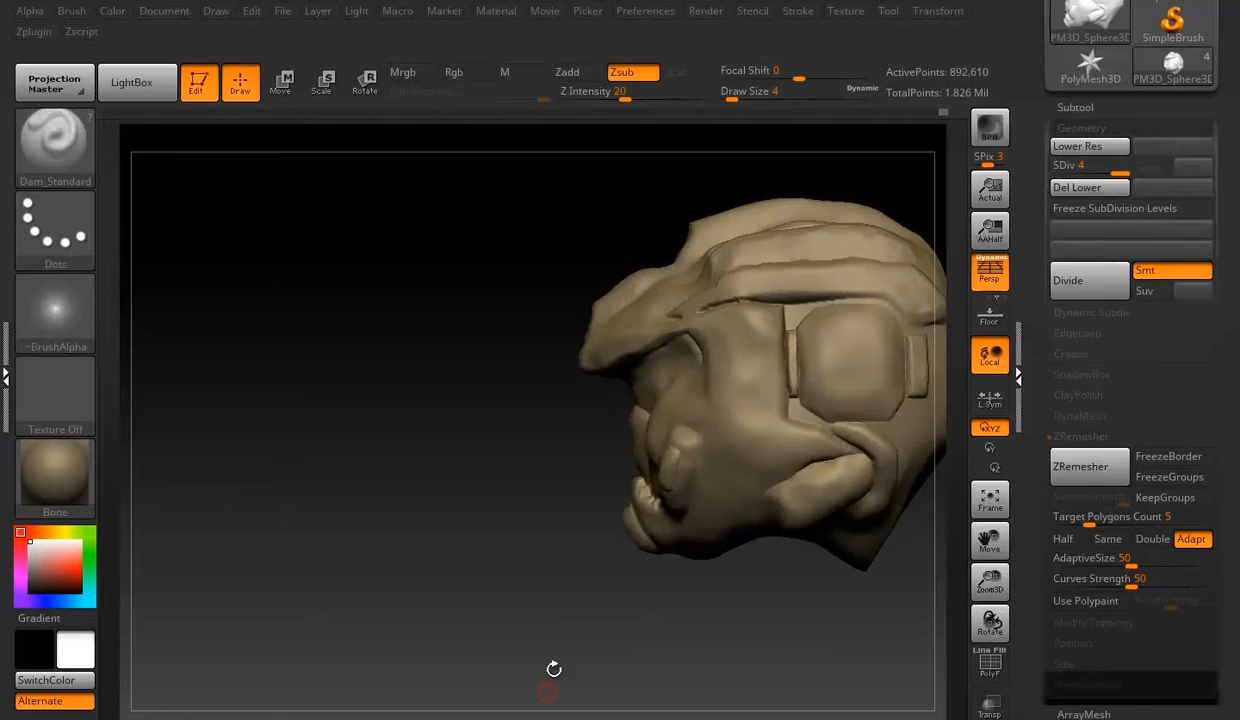 Alpha Brush Color Document Draw Edit File Layer Light Macro Marker Material Movie Picker Preferences Render Stencil Stroke Texture Tool Transform
Zplugin Zscript
Projection Master
LightBox
Edit
Draw
Move
Scale
Rotate
Mrgb Rgb M Zadd Zsub
Z Intensity 20
Focal Shift 0
Draw Size 4
Dynamic
ActivePoints: 892,610
TotalPoints: 1.826 Mil
Dam_Standard
Dots
~BrushAlpha
Texture Off
Bone
Gradient
SwitchColor
Alternate
BPR
SPix 3
Actual
AAHalf
Dynamic
Persp
Floor
Local
L.Sym
XYZ
Frame
Move
Zoom3D
Rotate
Line Fill
PolyF
Transp
PM3D_Sphere3D
SimpleBrush
PolyMesh3D
4
PM3D_Sphere3D
Subtool
Geometry
Lower Res
SDiv 4
Del Lower
Freeze SubDivision Levels
Divide
Smt
Suv
Dynamic Subdiv
EdgeLoop
Crease
ShadowBox
ClayPolish
DynaMesh
ZRemesher
ZRemesher
FreezeBorder
FreezeGroups
KeepGroups
Target Polygons Count 5
Half Same Double Adapt
AdaptiveSize 50
Curves Strength 50
Use Polypaint
Modify Topology
Position
Size
ArrayMesh